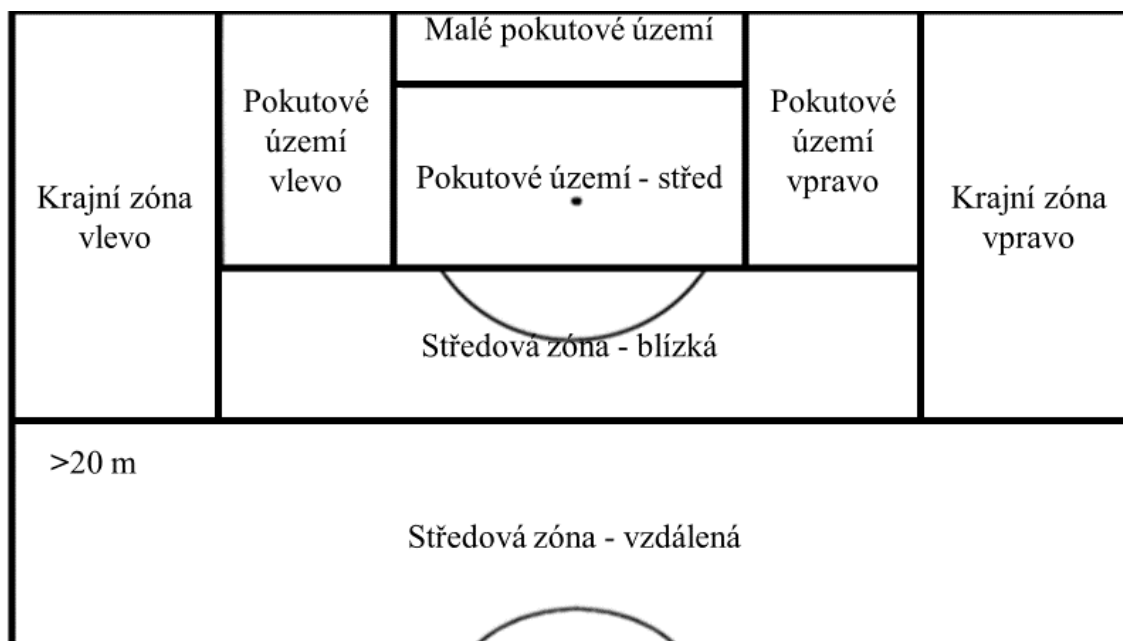 Malé pokutové území
Pokutové
území
vlevo
Pokutové
území
vpravo
Pokutové území - střed
Krajní zóna
vlevo
Krajní zóna
vpravo
Středová zóna - blízká
>20 m
Středová zóna - vzdálená